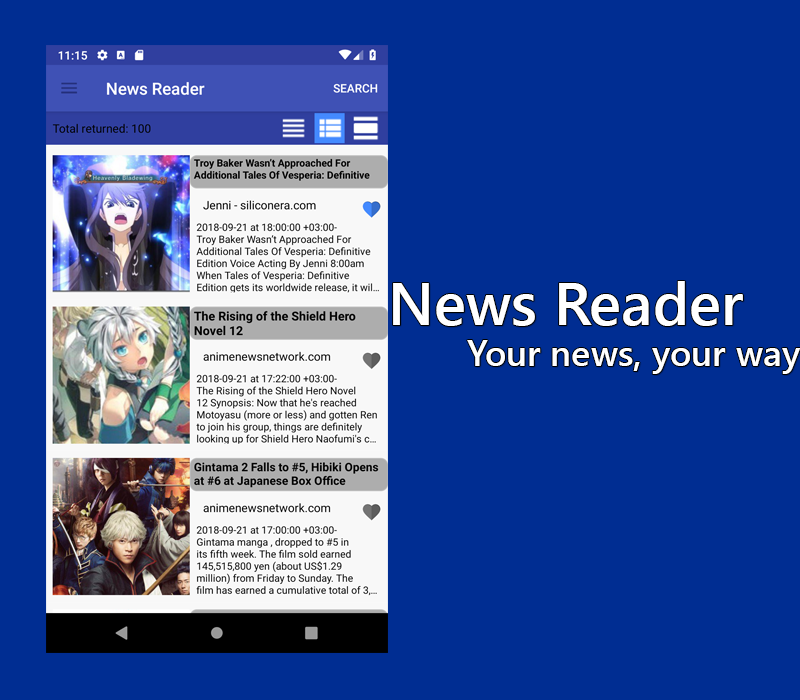 11:15
News Reader
SEARCH
Total returned: 100
Heavenly Bladewing
Troy Baker Wasn't Approached For
Additional Tales Of Vesperia: Definitive
Jenni - siliconera.com
2018-09-21 at 18:00:00 +03:00-
Troy Baker Wasn't Approached For
Additional Tales Of Vesperia: Definitive
Edition Voice Acting By Jenni 8:00am
When Tales of Vesperia: Definitive
Edition gets its worldwide release, it wil...
The Rising of the Shield Hero
Novel 12
animenewsnetwork.com
2018-09-21 at 17:22:00 +03:00-
The Rising of the Shield Hero Novel
12 Synopsis: Now that he's reached
Motoyasu (more or less) and gotten Ren
to join his group, things are definitely
looking up for Shield Hero Naofumi's c...
Gintama 2 Falls to #5, Hibiki Opens
at #6 at Japanese Box Office
animenewsnetwork.com
2018-09-21 at 17:00:00 +03:00-
Gintama manga , dropped to #5 in
its fifth week. The film sold earned
145,515,800 yen (about US$1.29
million) from Friday to Sunday. The
film has earned a cumulative total of 3,...
News Reader
Your news, your way